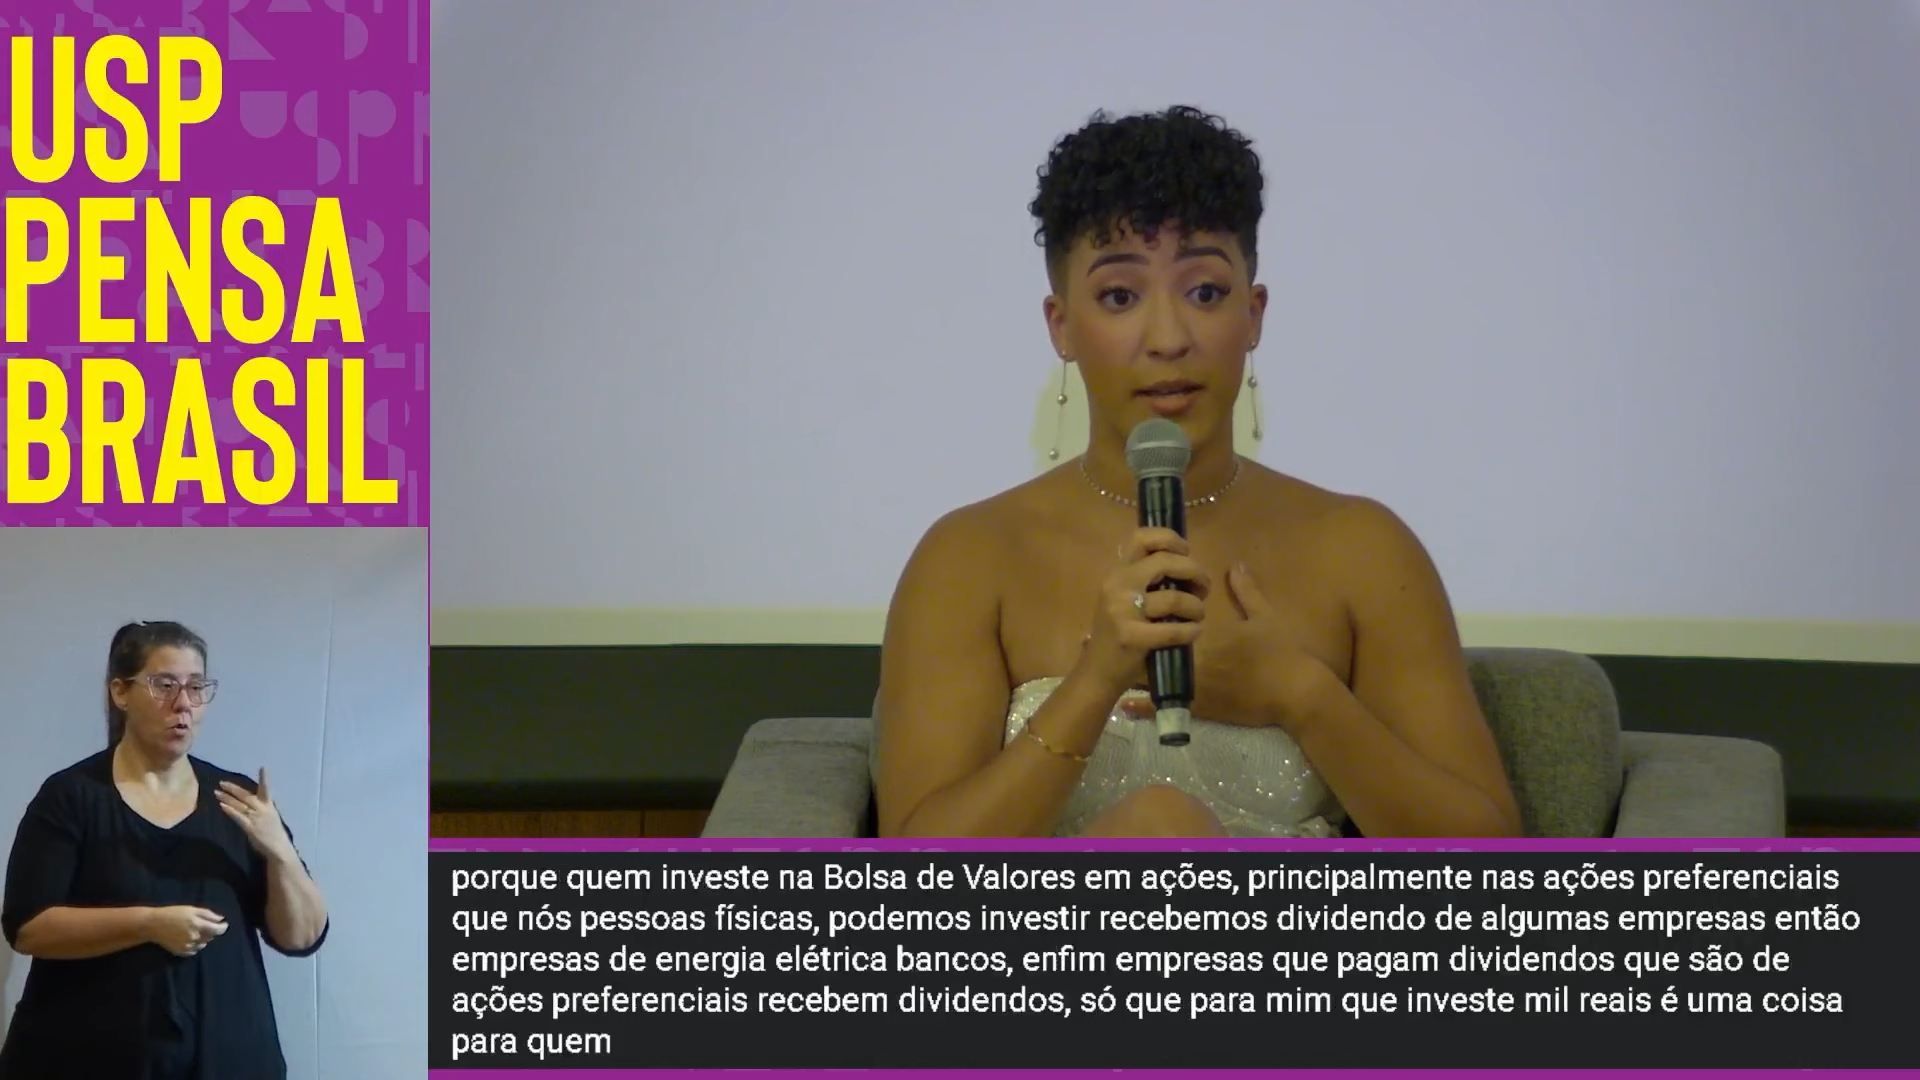 USP
PENSA
BRASIL
porque quem investe na Bolsa de Valores em ações, principalmente nas ações preferenciais
que nós pessoas físicas, podemos investir recebemos dividendo de algumas empresas então
empresas de energia elétrica bancos, enfim empresas que pagam dividendos que são de
ações preferenciais recebem dividendos, só que para mim que investe mil reais é uma coisa
para quem